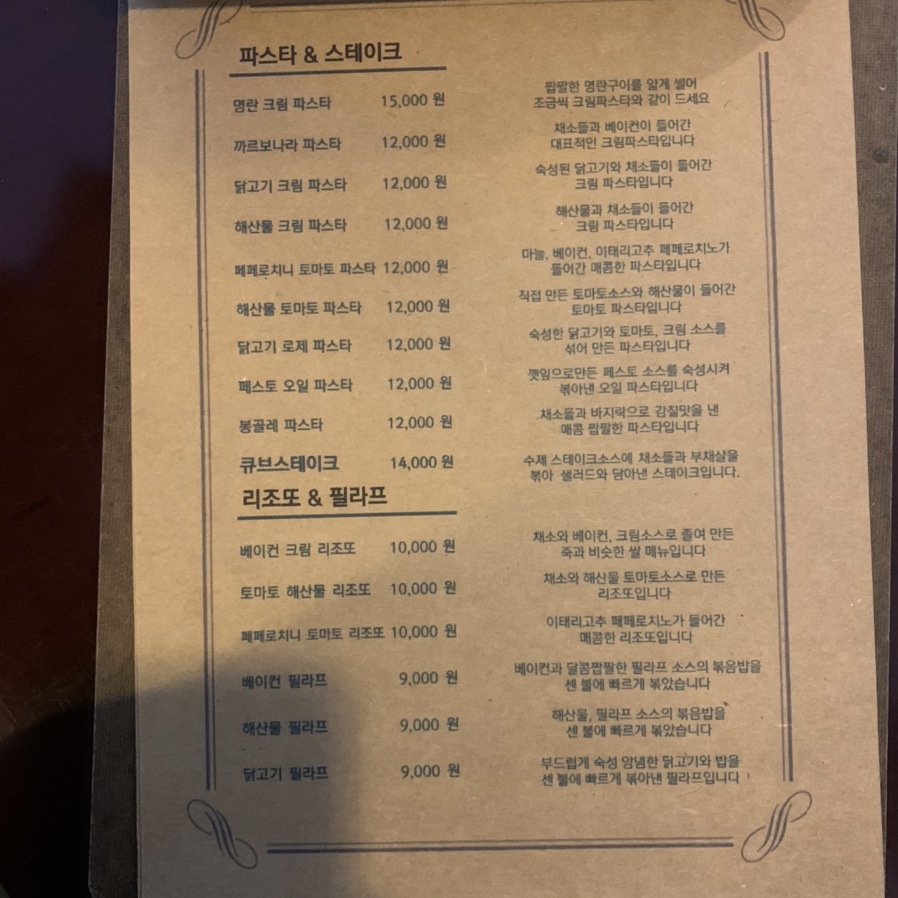 파스타 & 스테이크
명란 크림 파스타 15,000 원 짭짤한 명란구이를 얇게 썰어
조금씩 크림파스타와 같이 드세요
까르보나라 파스타 12,000 원 채소들과 베이컨이 들어간
대표적인 크림파스타입니다
닭고기 크림 파스타 12,000 원 숙성된 닭고기와 채소들이 들어간
크림 파스타입니다
해산물 크림 파스타 12,000 원 해산물과 채소들이 들어간
크림 파스타입니다
페페로치니 토마토 파스타 12,000 원 마늘, 베이컨, 이태리고추 페페로치노가
들어간 매콤한 파스타입니다
해산물 토마토 파스타 12,000 원 직접 만든 토마토소스와 해산물이 들어간
토마토 파스타입니다
닭고기 로제 파스타 12,000 원 숙성한 닭고기와 토마토, 크림 소스를
섞어 만든 파스타입니다
페스토 오일 파스타 12,000 원 깻잎으로만든 페스토 소스를 숙성시켜
볶아낸 오일 파스타입니다
봉골레 파스타 12,000 원 채소들과 바지락으로 감칠맛을 낸
매콤 짭짤한 파스타입니다
큐브스테이크 14,000 원 수제 스테이크소스에 채소들과 부채살을
볶아 샐러드와 담아낸 스테이크입니다.
리조또 & 필라프
베이컨 크림 리조또 10,000 원 채소와 베이컨, 크림소스로 졸여 만든
죽과 비슷한 쌀 메뉴입니다
토마토 해산물 리조또 10,000 원 채소와 해산물 토마토소스로 만든
리조또입니다
페페로치니 토마토 리조또 10,000 원 이태리고추 페페로치노가 들어간
매콤한 리조또입니다
베이컨 필라프 9,000 원 베이컨과 달콤짭짤한 필라프 소스의 볶음밥을
센 불에 빠르게 볶았습니다
해산물 필라프 9,000 원 해산물, 필라프 소스의 볶음밥을
센 불에 빠르게 볶았습니다
닭고기 필라프 9,000 원 부드럽게 숙성 양념한 닭고기와 밥을
센 불에 빠르게 볶아낸 필라프입니다